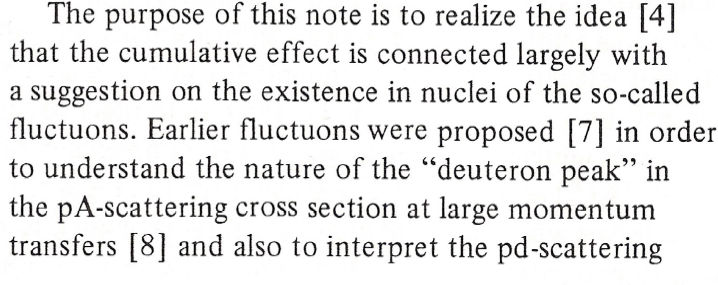 The purpose of this note is to realize the idea [4]
that the cumulative effect is connected largely with
a suggestion on the existence in nuclei of the so-called
fluctuons. Earlier fluctuons were proposed [7] in order
to understand the nature of the “deuteron peak” in
the pA-scattering cross section at large momentum
transfers [8] and also to interpret the pd-scattering